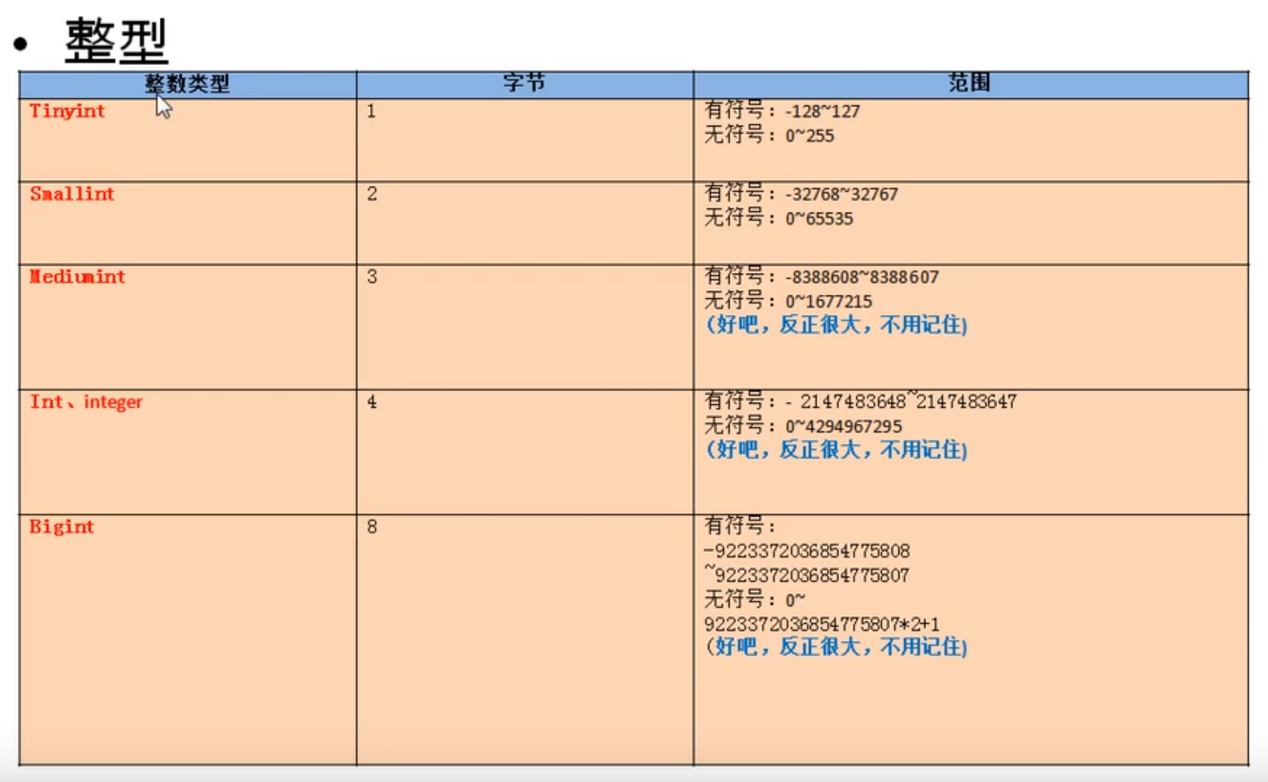 • 整型
整数类型 字节 范围
Tinyint 1 有符号：-128~127
无符号：0~255
Smallint 2 有符号：-32768~32767
无符号：0~65535
Mediumint 3 有符号：-8388608~8388607
无符号：0~1677215
(好吧，反正很大，不用记住)
Int、integer 4 有符号：- 2147483648~2147483647
无符号：0~4294967295
(好吧，反正很大，不用记住)
Bigint 8 有符号：
-9223372036854775808
~9223372036854775807
无符号：0~
9223372036854775807*2+1
(好吧，反正很大，不用记住)